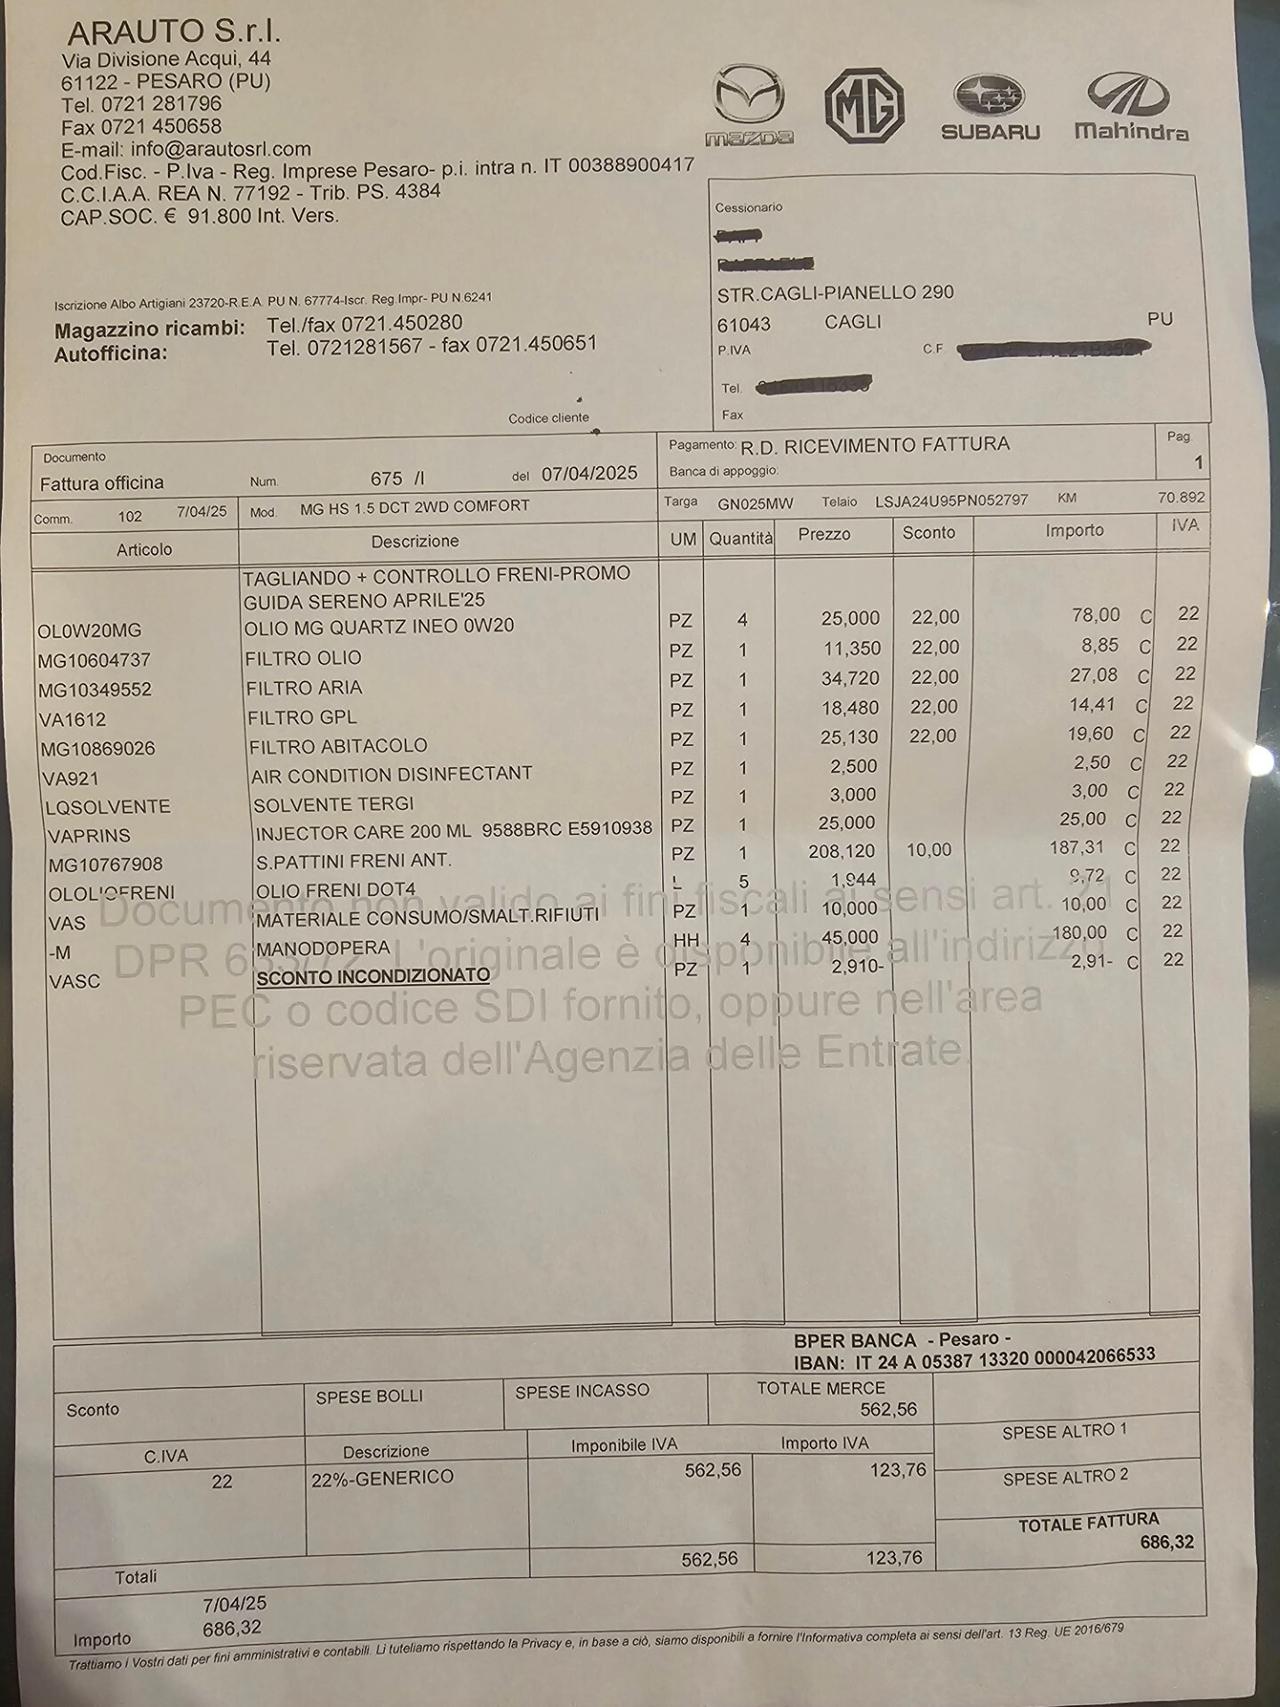 ARAUTO S.r.l.
Via Divisione Acqui, 44
61122 - PESARO (PU)
Tel. 0721 281796
Fax 0721 450658
E-mail: info@arautosrl.com
Cod.Fisc. - P.Iva - Reg. Imprese Pesaro- p.i. intra n. IT 00388900417
C.C.I.A.A. REA N. 77192 - Trib. PS. 4384
CAP.SOC. € 91.800 Int. Vers.
mazda MG SUBARU Mahindra
Iscrizione Albo Artigiani 23720-R.E.A. PU N. 67774-Iscr. Reg.Impr- PU N.6241
Magazzino ricambi: Tel./fax 0721.450280
Autofficina: Tel. 0721281567 - fax 0721.450651
Codice cliente
Cessionario
STR.CAGLI-PIANELLO 290
61043 CAGLI PU
P.IVA C.F
Tel.
Fax
Documento
Fattura officina Num. 675 /I del 07/04/2025
Pagamento: R.D. RICEVIMENTO FATTURA
Banca di appoggio:
Pag.
1
Comm. 102 7/04/25 Mod. MG HS 1.5 DCT 2WD COMFORT Targa GN025MW Telaio LSJA24U95PN052797 KM 70.892
Articolo Descrizione UM Quantità Prezzo Sconto Importo IVA
TAGLIANDO + CONTROLLO FRENI-PROMO
GUIDA SERENO APRILE'25
OL0W20MG OLIO MG QUARTZ INEO 0W20 PZ 4 25,000 22,00 78,00 C 22
MG10604737 FILTRO OLIO PZ 1 11,350 22,00 8,85 C 22
MG10349552 FILTRO ARIA PZ 1 34,720 22,00 27,08 C 22
VA1612 FILTRO GPL PZ 1 18,480 22,00 14,41 C 22
MG10869026 FILTRO ABITACOLO PZ 1 25,130 22,00 19,60 C 22
VA921 AIR CONDITION DISINFECTANT PZ 1 2,500 2,50 C 22
LQSOLVENTE SOLVENTE TERGI PZ 1 3,000 3,00 C 22
VAPRINS INJECTOR CARE 200 ML 9588BRC E5910938 PZ 1 25,000 25,00 C 22
MG10767908 S.PATTINI FRENI ANT. PZ 1 208,120 10,00 187,31 C 22
OLOLIOFRENI OLIO FRENI DOT4 L 5 1,944 9,72 C 22
VAS MATERIALE CONSUMO/SMALT.RIFIUTI PZ 1 10,000 10,00 C 22
-M MANODOPERA HH 4 45,000 180,00 C 22
VASC SCONTO INCONDIZIONATO PZ 1 2,910- 2,91- C 22
Documento non valido ai fini fiscali ai sensi art. 21
DPR 633/72. L'originale è disponibile all'indirizzo
PEC o codice SDI fornito, oppure nell'area
riservata dell'Agenzia delle Entrate.
BPER BANCA - Pesaro -
IBAN: IT 24 A 05387 13320 000042066533
Sconto SPESE BOLLI SPESE INCASSO TOTALE MERCE
562,56
SPESE ALTRO 1
C.IVA Descrizione Imponibile IVA Importo IVA
22 22%-GENERICO 562,56 123,76
SPESE ALTRO 2
TOTALE FATTURA
686,32
Totali 562,56 123,76
7/04/25
Importo 686,32
Trattiamo i Vostri dati per fini amministrativi e contabili. Li tuteliamo rispettando la Privacy e, in base a ciò, siamo disponibili a fornire l'Informativa completa ai sensi dell'art. 13 Reg. UE 2016/679